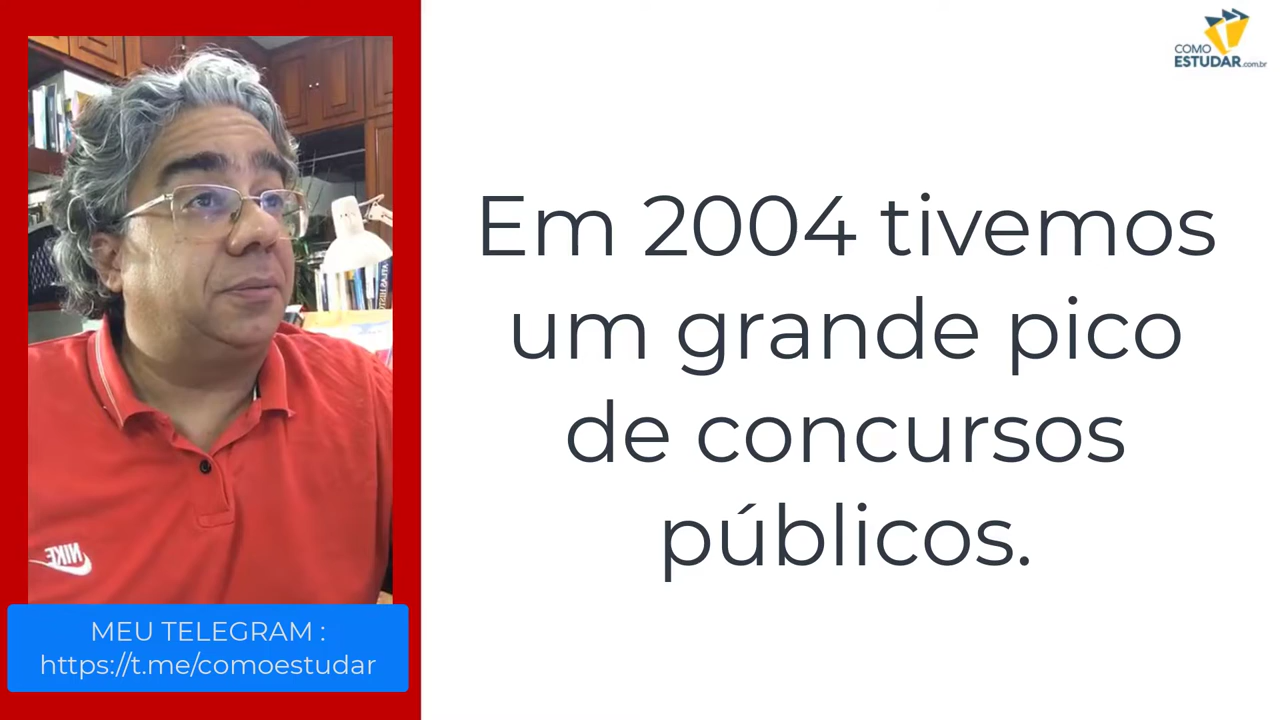 COMO
ESTUDAR.com.br
Em 2004 tivemos
um grande pico
de concursos
públicos.
NIKE
MEU TELEGRAM :
https://t.me/comoestudar